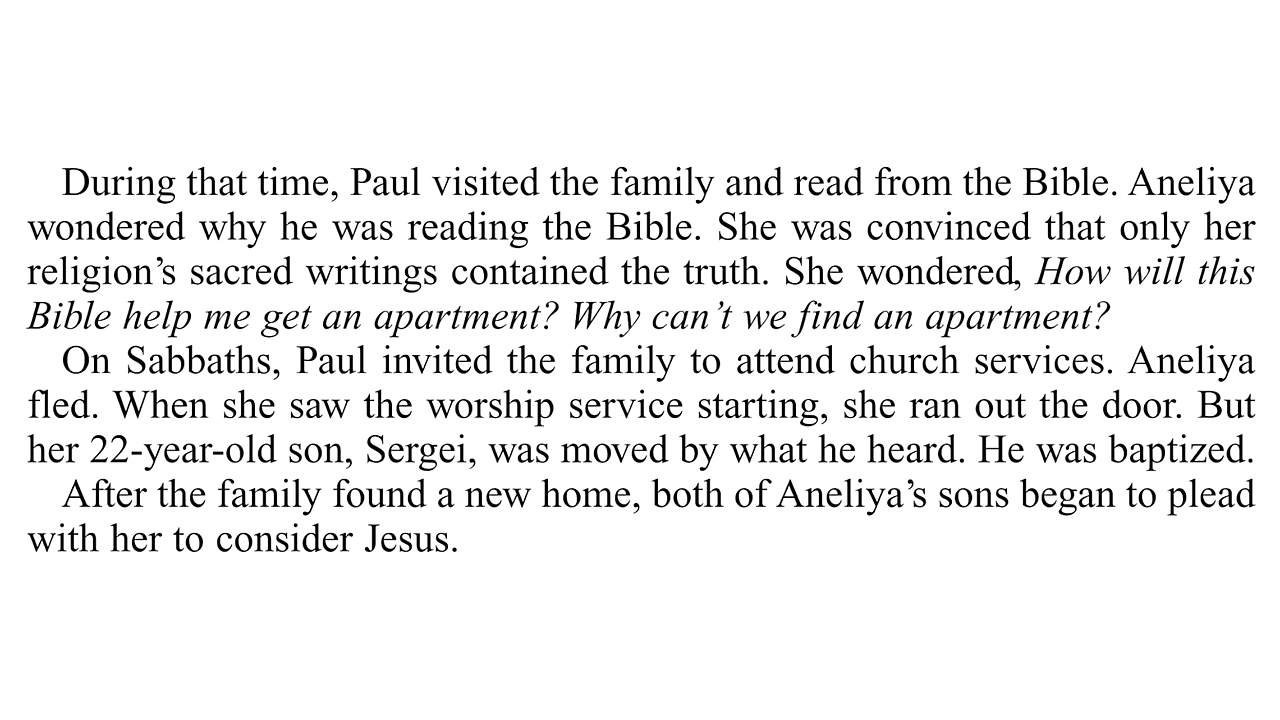 During that time, Paul visited the family and read from the Bible. Aneliya
wondered why he was reading the Bible. She was convinced that only her
religion’s sacred writings contained the truth. She wondered, How will this
Bible help me get an apartment? Why can’t we find an apartment?
On Sabbaths, Paul invited the family to attend church services. Aneliya
fled. When she saw the worship service starting, she ran out the door. But
her 22-year-old son, Sergei, was moved by what he heard. He was baptized.
After the family found a new home, both of Aneliya’s sons began to plead
with her to consider Jesus.